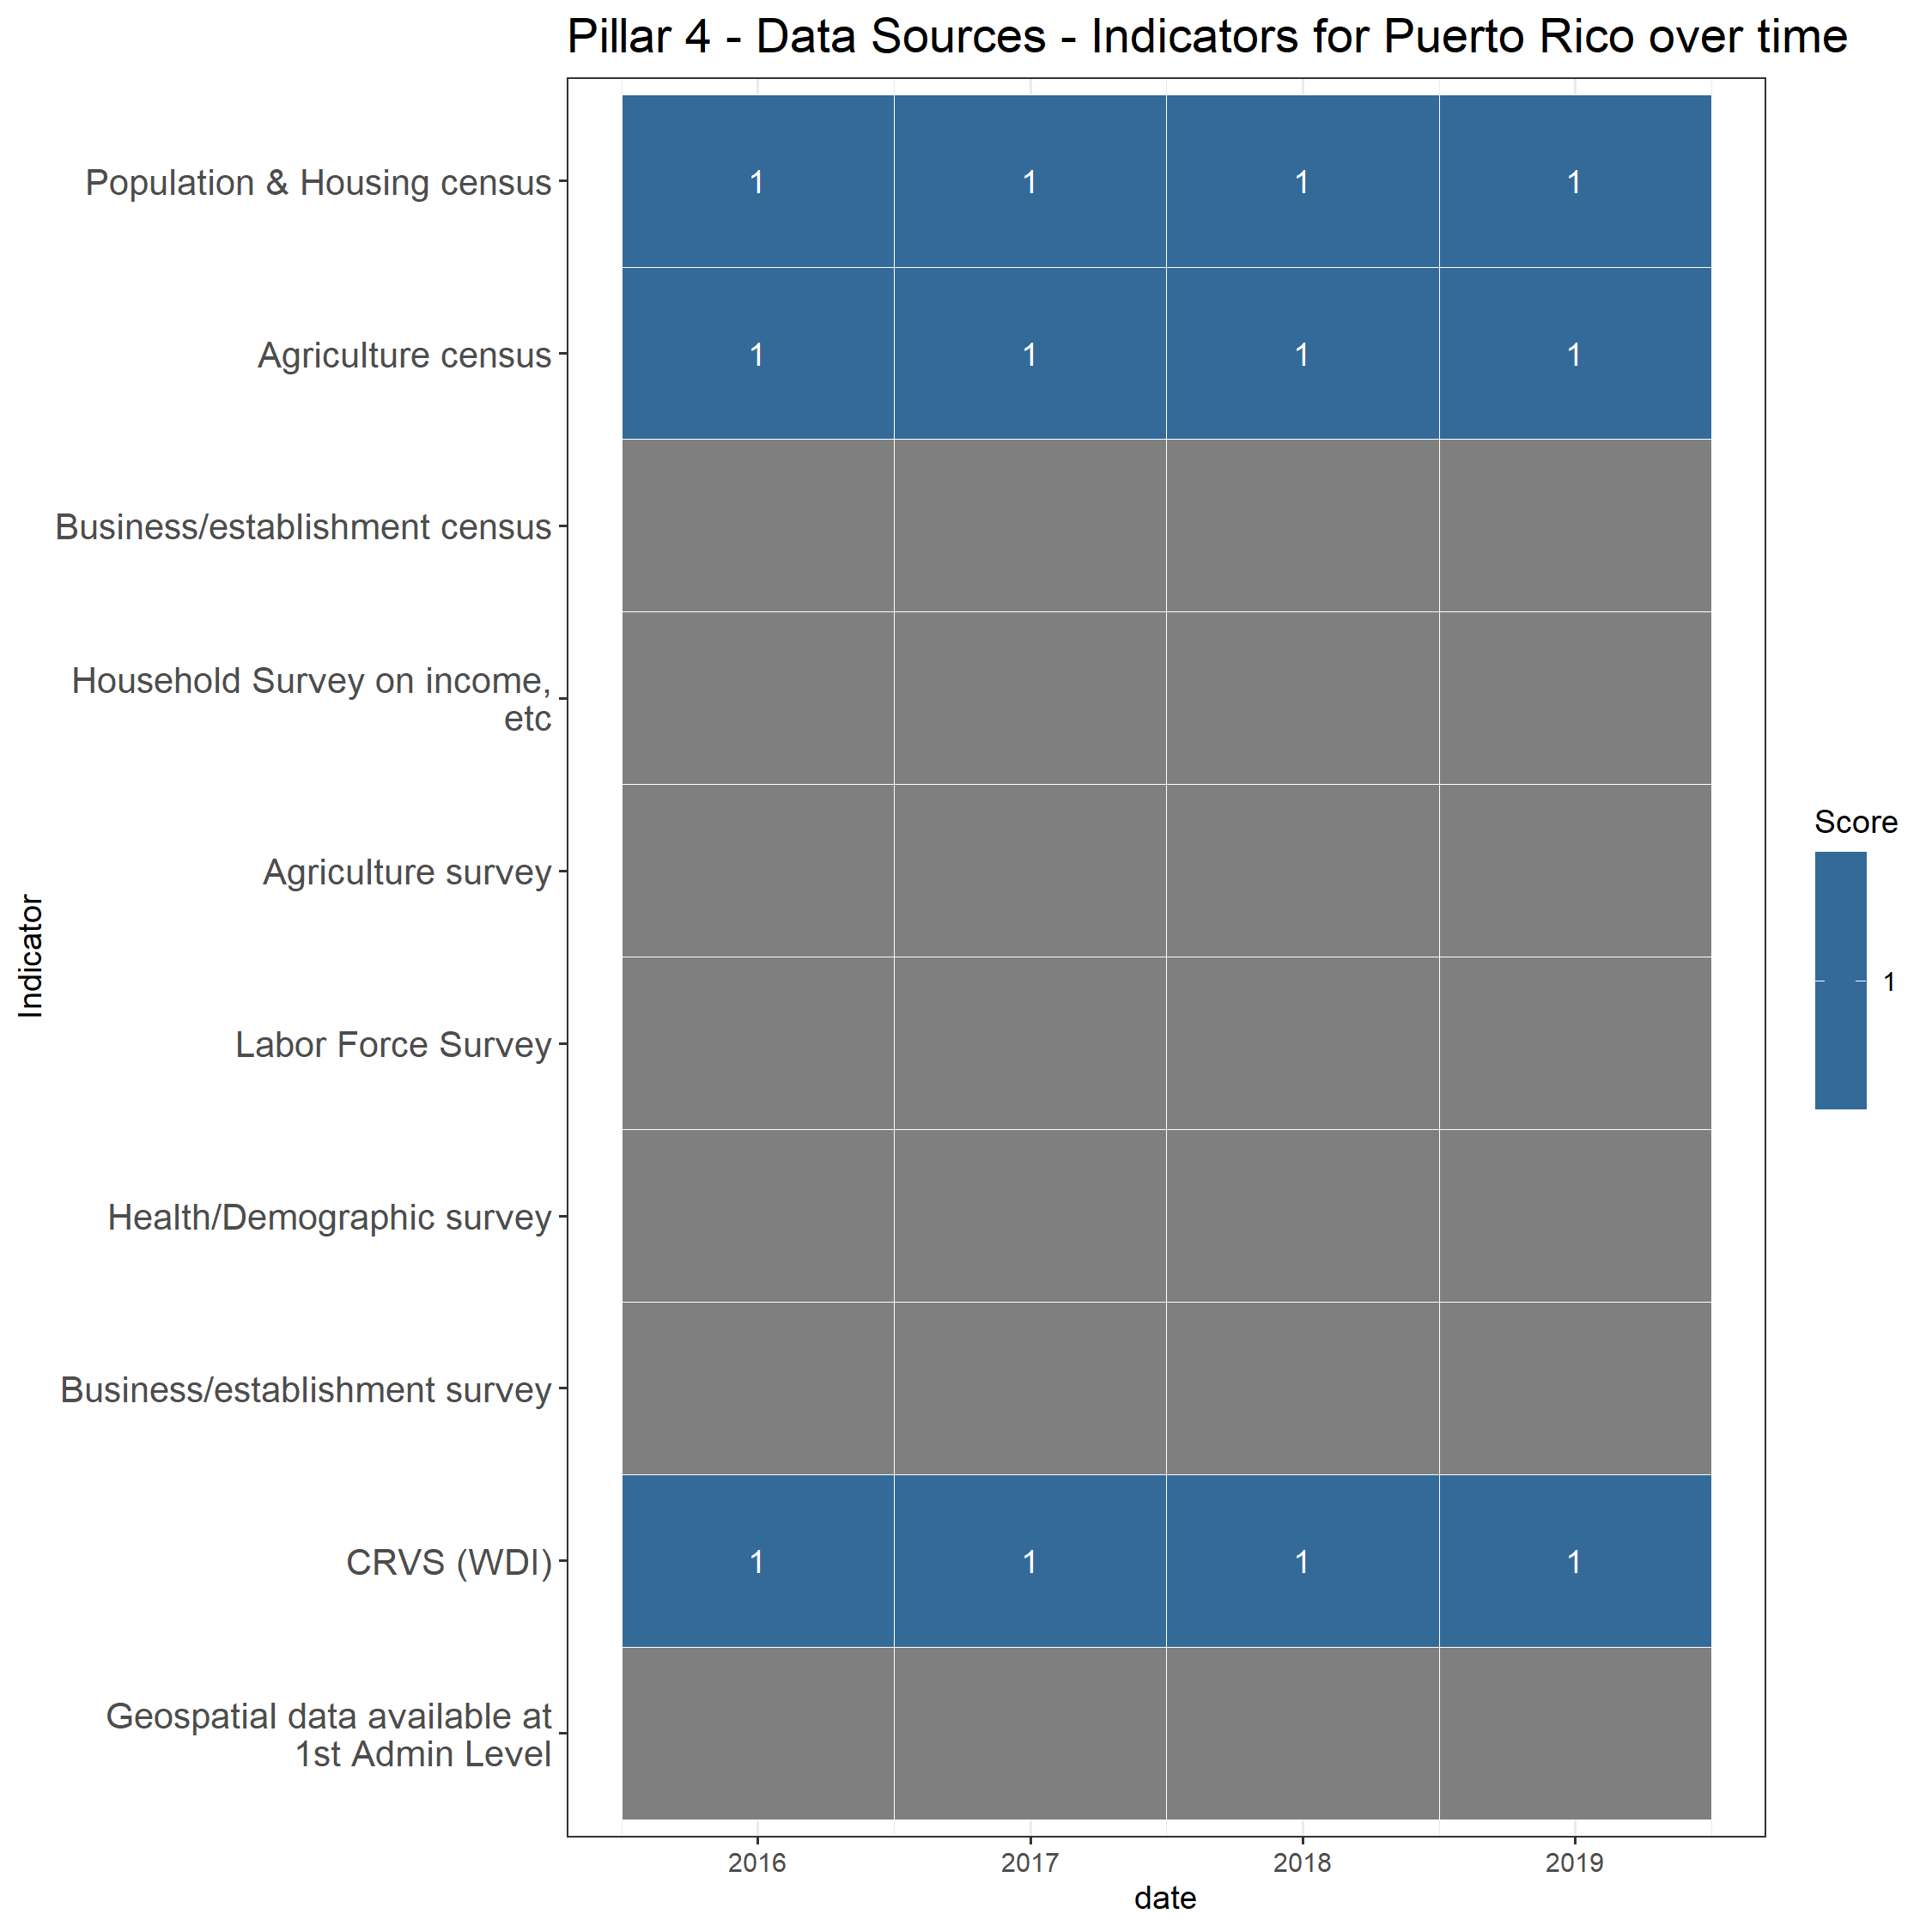 Pillar 4 - Data Sources - Indicators for Puerto Rico over time
Population & Housing census
1 1 1 1
Agriculture census
1 1 1 1
Business/establishment census
Household Survey on income,
etc
Agriculture survey
Labor Force Survey
Health/Demographic survey
Business/establishment survey
CRVS (WDI)
1 1 1 1
Geospatial data available at
1st Admin Level
Indicator
2016 2017 2018 2019
date
Score
1